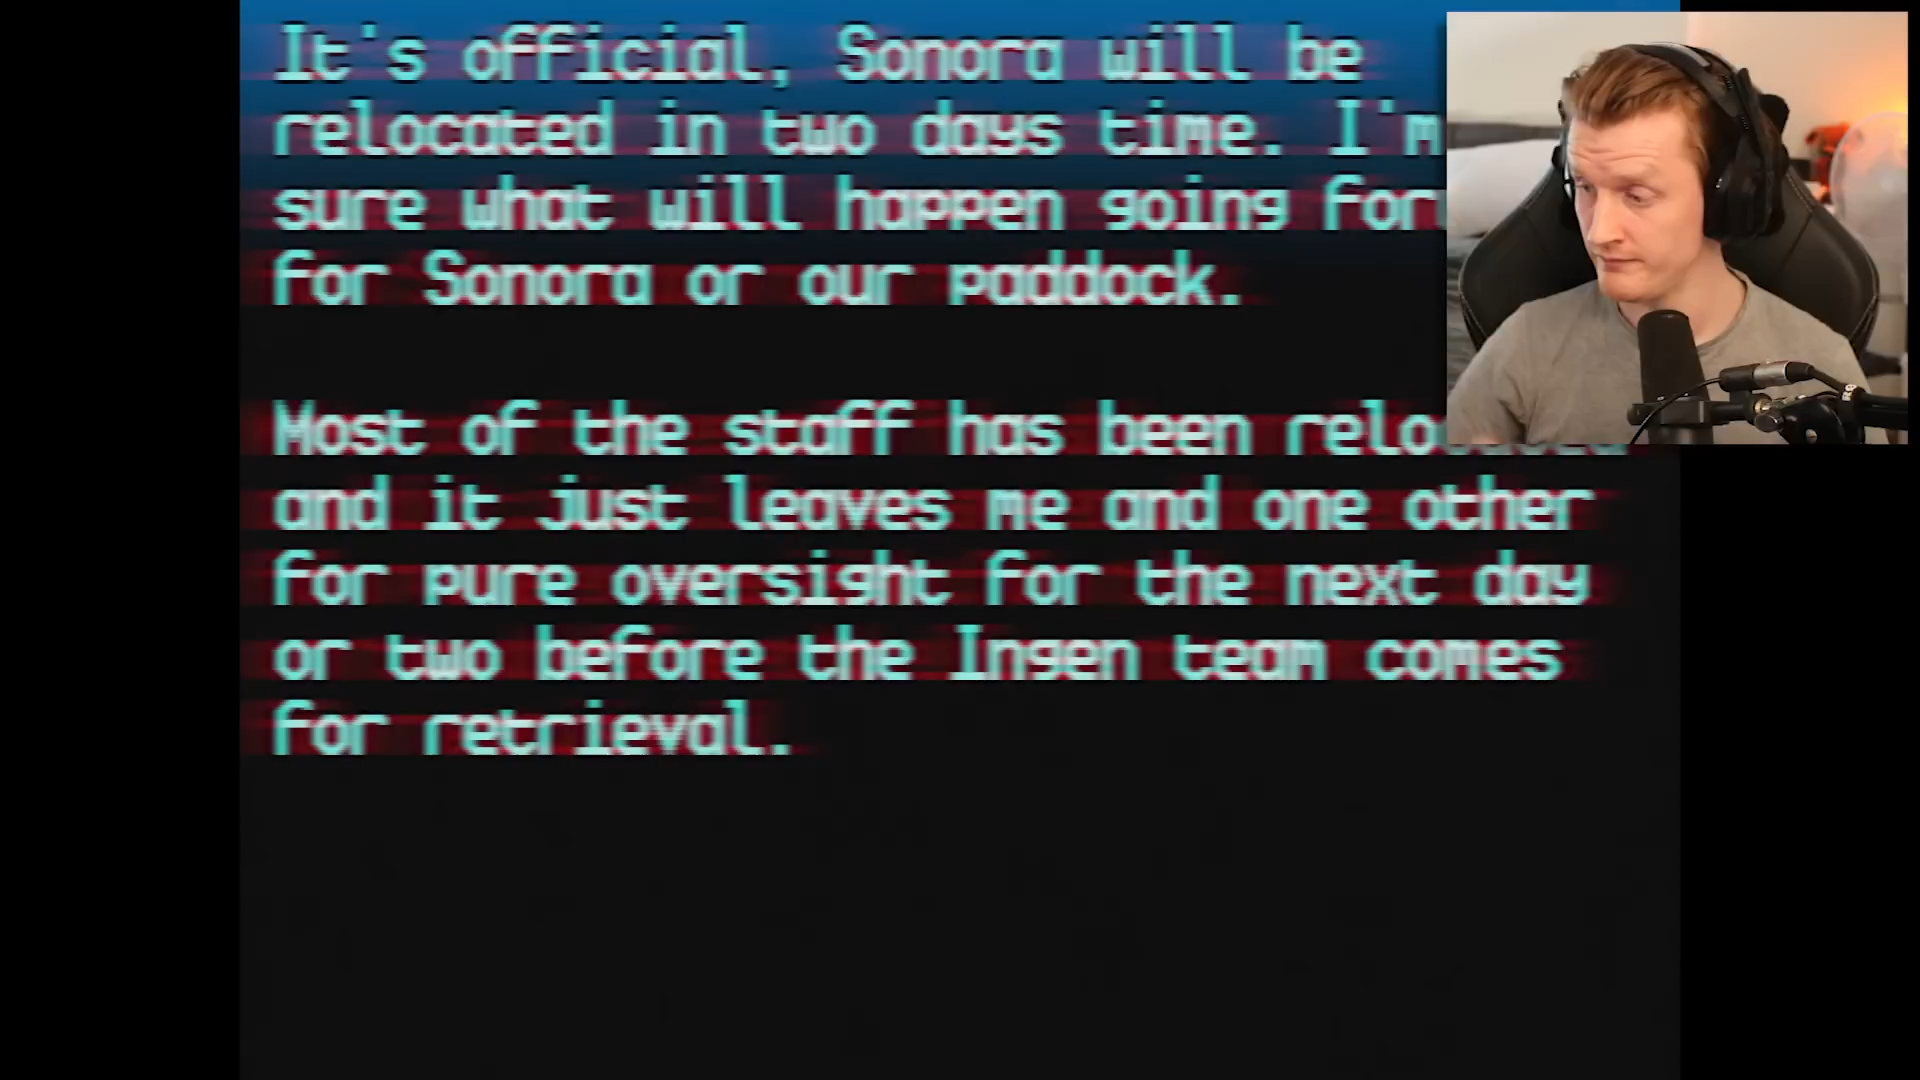 It's official, Sonora will be
relocated in two days time. I'm
sure what will happen going
for Sonora or our paddock.
Most of the staff has been
and it just leaves me and one other
for pure oversight for the next day
or two before the Ingen team comes
for retrieval.